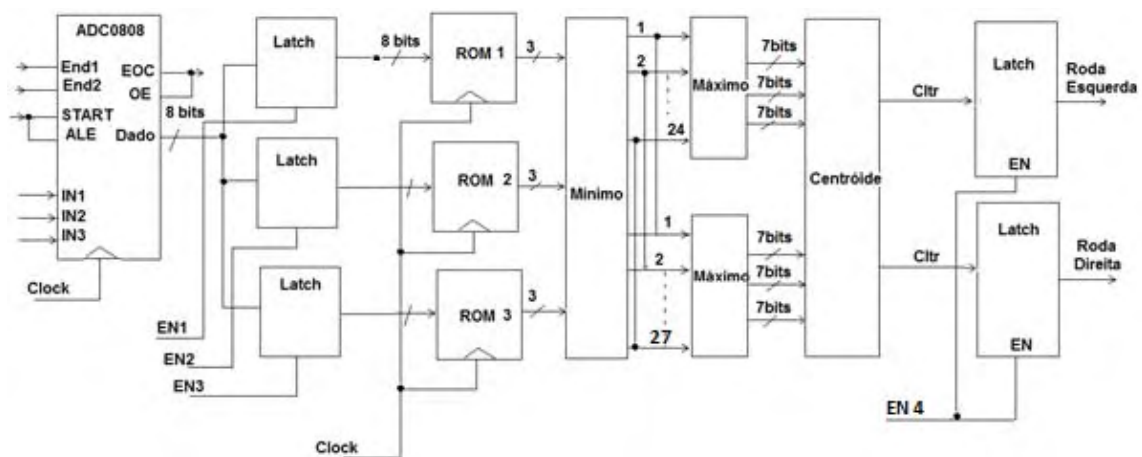 ADC0808
End1
End2
EOC
OE
START
ALE
Dado
8 bits
IN1
IN2
IN3
Clock
Latch
Latch
Latch
EN1
EN2
EN3
8 bits
ROM 1
ROM 2
ROM 3
Clock
3
3
3
Mínimo
1
2
24
1
2
27
Máximo
Máximo
7bits
7bits
7bits
7bits
7bits
7bits
Centróide
Cltr
Cltr
Latch
EN
Roda
Esquerda
Latch
EN
Roda
Direita
EN 4